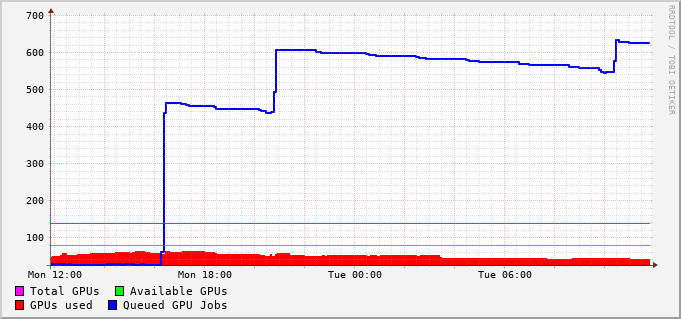 700
600
500
400
300
200
100
Mon 12:00 Mon 18:00 Tue 00:00 Tue 06:00
Total GPUs Available GPUs
GPUs used Queued GPU Jobs
RRDTOOL / TOBI OETIKER